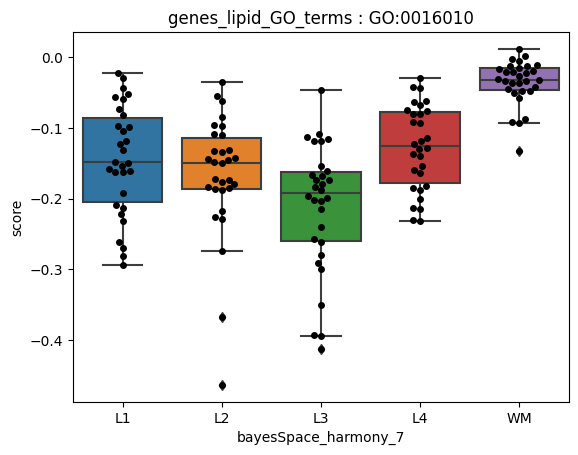 genes_lipid_GO_terms : GO:0016010
0.0
−0.1
−0.2
−0.3
−0.4
score
L1 L2 L3 L4 WM
bayesSpace_harmony_7